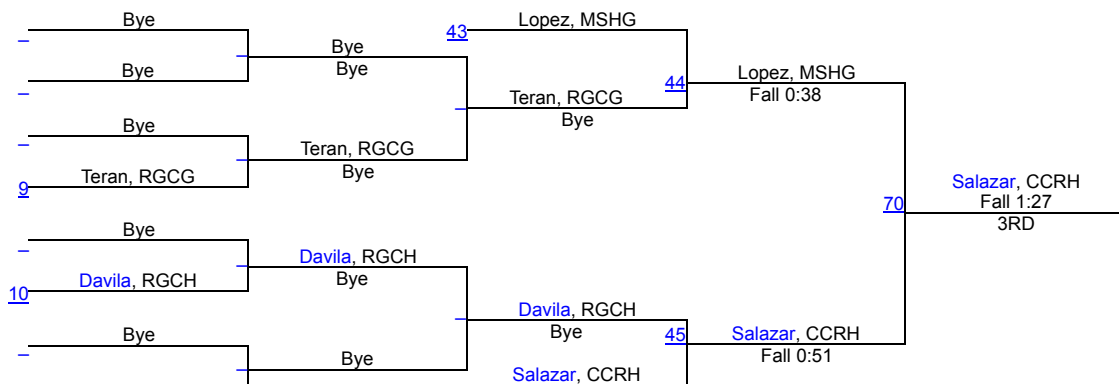 Bye
Lopez, MSHG
_
43
Bye
_
Bye
Bye
Lopez, MSHG
44
_
Fall 0:38
Teran, RGCG
_
Bye
Bye
_
Teran, RGCG
_
Bye
Teran, RGCG
9
Salazar, CCRH
Fall 1:27
70
3RD
Bye
_
Davila, RGCH
_
Bye
Davila, RGCH
10
Davila, RGCH
_
Bye
Bye
45
Salazar, CCRH
_
Bye
Fall 0:51
_
Salazar, CCRH